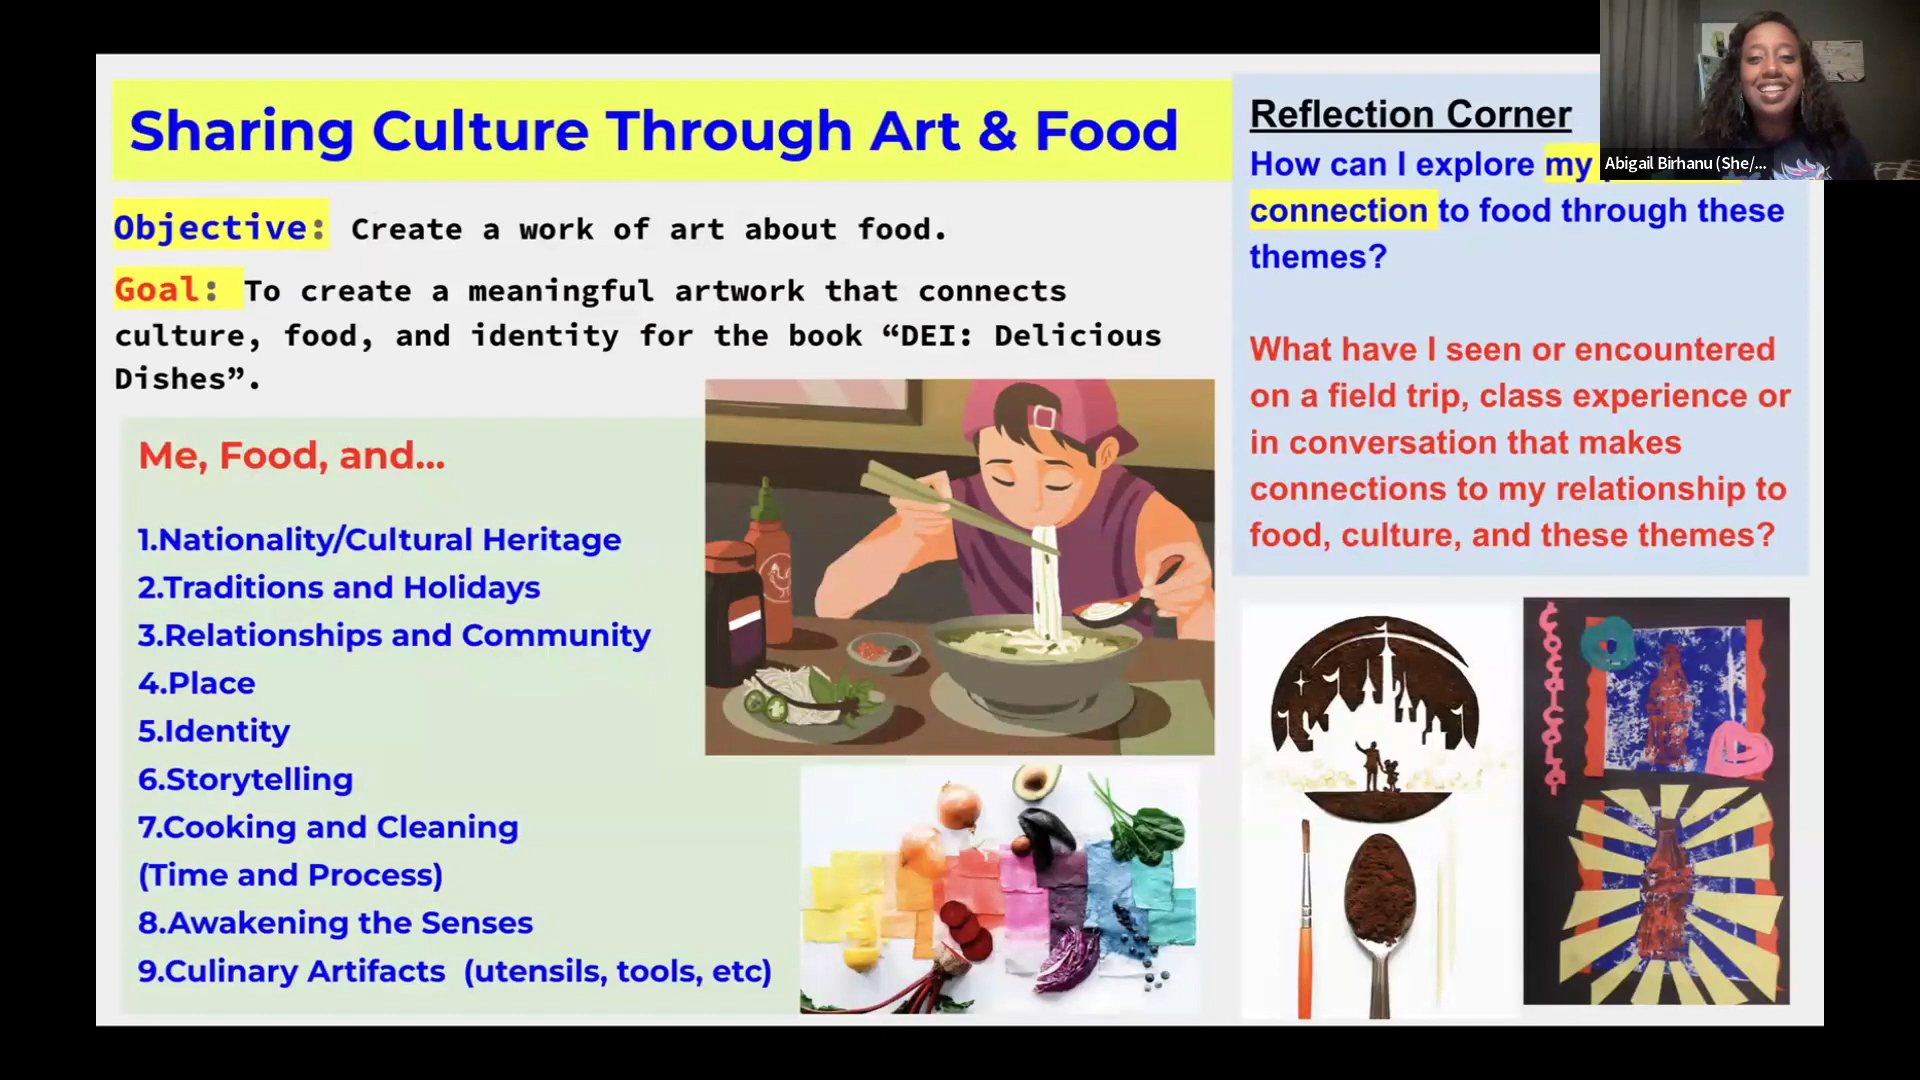 Sharing Culture Through Art & Food
Objective: Create a work of art about food.
Goal: To create a meaningful artwork that connects
culture, food, and identity for the book “DEI: Delicious
Dishes”.
Me, Food, and...
1.Nationality/Cultural Heritage
2.Traditions and Holidays
3.Relationships and Community
4.Place
5.Identity
6.Storytelling
7.Cooking and Cleaning
(Time and Process)
8.Awakening the Senses
9.Culinary Artifacts (utensils, tools, etc)
Reflection Corner
How can I explore my
connection to food through these
themes?
What have I seen or encountered
on a field trip, class experience or
in conversation that makes
connections to my relationship to
food, culture, and these themes?
Abigail Birhanu (She/...